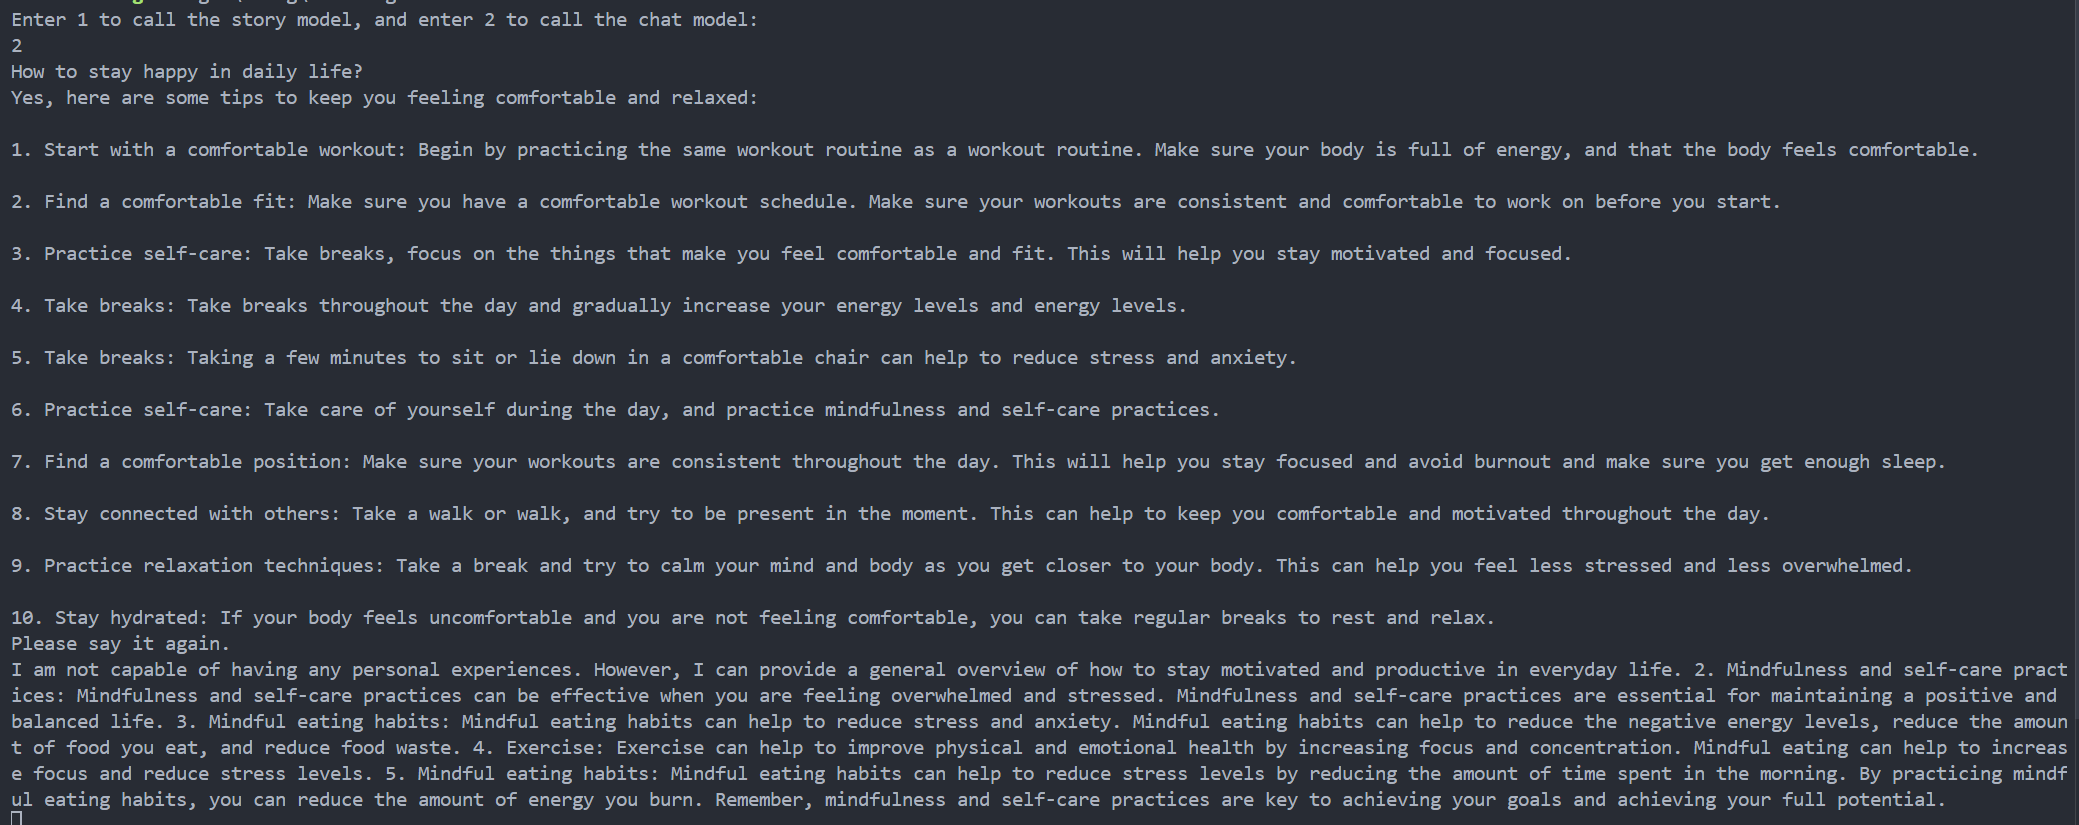 Enter 1 to call the story model, and enter 2 to call the chat model:
2
How to stay happy in daily life?
Yes, here are some tips to keep you feeling comfortable and relaxed:
1. Start with a comfortable workout: Begin by practicing the same workout routine as a workout routine. Make sure your body is full of energy, and that the body feels comfortable.
2. Find a comfortable fit: Make sure you have a comfortable workout schedule. Make sure your workouts are consistent and comfortable to work on before you start.
3. Practice self-care: Take breaks, focus on the things that make you feel comfortable and fit. This will help you stay motivated and focused.
4. Take breaks: Take breaks throughout the day and gradually increase your energy levels and energy levels.
5. Take breaks: Taking a few minutes to sit or lie down in a comfortable chair can help to reduce stress and anxiety.
6. Practice self-care: Take care of yourself during the day, and practice mindfulness and self-care practices.
7. Find a comfortable position: Make sure your workouts are consistent throughout the day. This will help you stay focused and avoid burnout and make sure you get enough sleep.
8. Stay connected with others: Take a walk or walk, and try to be present in the moment. This can help to keep you comfortable and motivated throughout the day.
9. Practice relaxation techniques: Take a break and try to calm your mind and body as you get closer to your body. This can help you feel less stressed and less overwhelmed.
10. Stay hydrated: If your body feels uncomfortable and you are not feeling comfortable, you can take regular breaks to rest and relax.
Please say it again.
I am not capable of having any personal experiences. However, I can provide a general overview of how to stay motivated and productive in everyday life. 2. Mindfulness and self-care pract
ices: Mindfulness and self-care practices can be effective when you are feeling overwhelmed and stressed. Mindfulness and self-care practices are essential for maintaining a positive and
balanced life. 3. Mindful eating habits: Mindful eating habits can help to reduce stress and anxiety. Mindful eating habits can help to reduce the negative energy levels, reduce the amoun
t of food you eat, and reduce food waste. 4. Exercise: Exercise can help to improve physical and emotional health by increasing focus and concentration. Mindful eating can help to increas
e focus and reduce stress levels. 5. Mindful eating habits: Mindful eating habits can help to reduce stress levels by reducing the amount of time spent in the morning. By practicing mindf
ul eating habits, you can reduce the amount of energy you burn. Remember, mindfulness and self-care practices are key to achieving your goals and achieving your full potential.